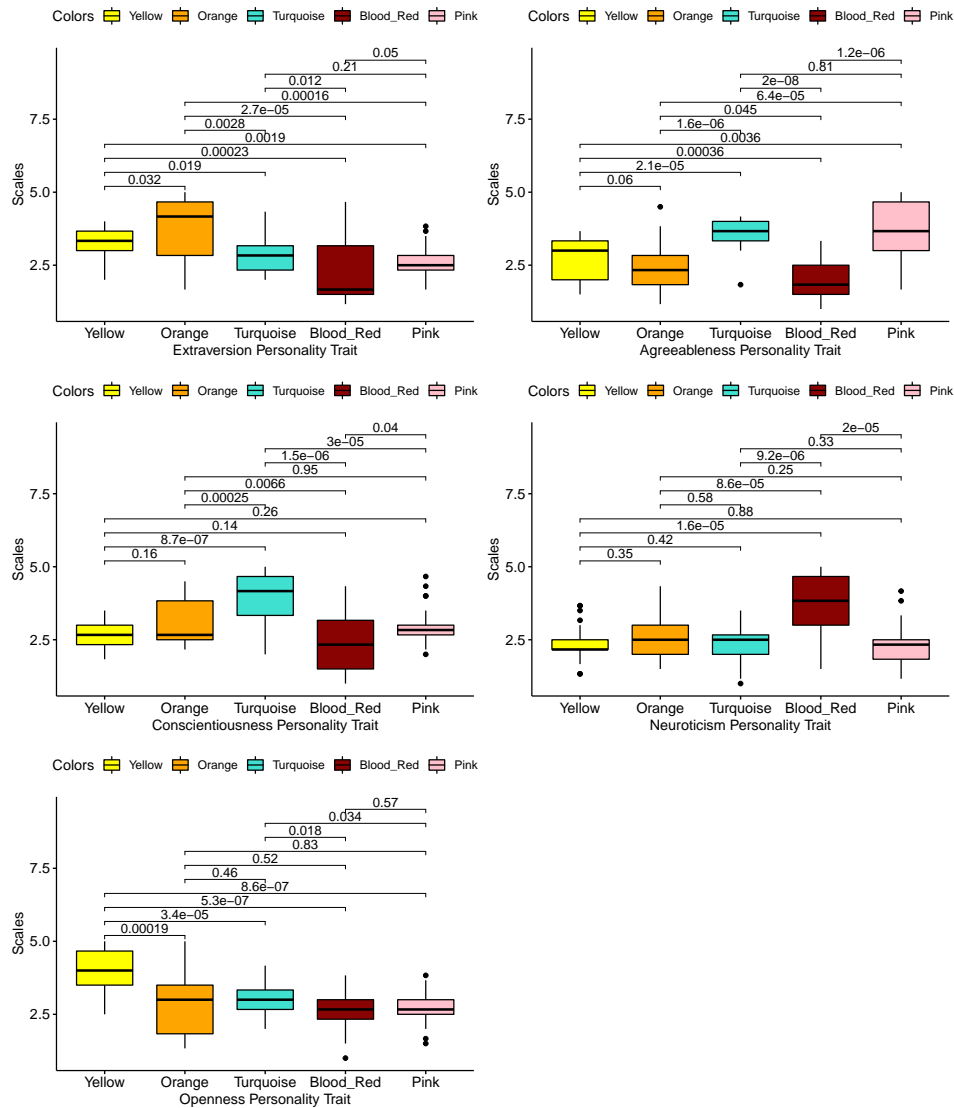 Colors Yellow Orange Turquoise Blood_Red Pink
0.05
0.21
0.012
0.00016
2.7e−05
0.0028
0.0019
0.00023
0.019
0.032
7.5
5.0
2.5
Scales
Yellow Orange Turquoise Blood_Red Pink
Extraversion Personality Trait
Colors Yellow Orange Turquoise Blood_Red Pink
1.2e−06
0.81
2e−08
6.4e−05
0.045
1.6e−06
0.0036
0.00036
2.1e−05
0.06
7.5
5.0
2.5
Scales
Yellow Orange Turquoise Blood_Red Pink
Agreeableness Personality Trait
Colors Yellow Orange Turquoise Blood_Red Pink
0.04
3e−05
1.5e−06
0.95
0.0066
0.00025
0.26
0.14
8.7e−07
0.16
7.5
5.0
2.5
Scales
Yellow Orange Turquoise Blood_Red Pink
Conscientiousness Personality Trait
Colors Yellow Orange Turquoise Blood_Red Pink
2e−05
0.33
9.2e−06
0.25
8.6e−05
0.58
0.88
1.6e−05
0.42
0.35
7.5
5.0
2.5
Scales
Yellow Orange Turquoise Blood_Red Pink
Neuroticism Personality Trait
Colors Yellow Orange Turquoise Blood_Red Pink
0.57
0.034
0.018
0.83
0.52
0.46
8.6e−07
5.3e−07
3.4e−05
0.00019
7.5
5.0
2.5
Scales
Yellow Orange Turquoise Blood_Red Pink
Openness Personality Trait